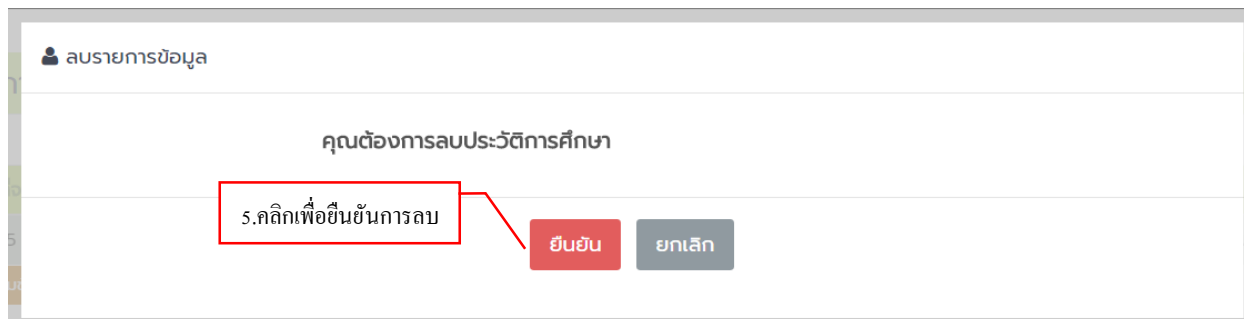 ลบรายการข้อมูล
คุณต้องการลบประวัติการศึกษา
5.คลิกเพื่อยืนยันการลบ
ยืนยัน
ยกเลิก